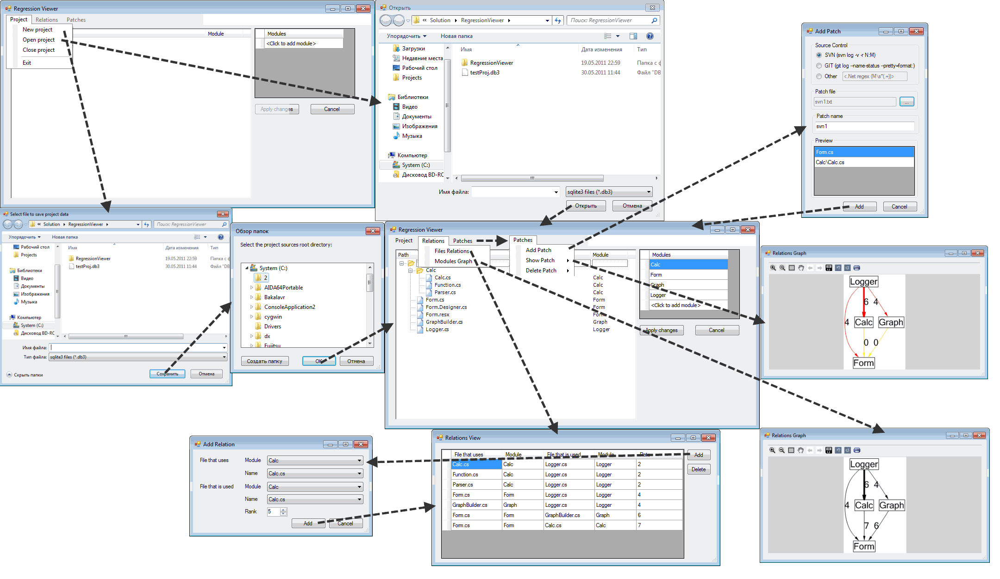 Regression Viewer
Project Relations Patches
New project
Open project
Close project
Exit
Module
Modules
<Click to add module>
Apply changes Cancel
Открыть
« Solution RegressionViewer
Поиск: RegressionViewer
Упорядочить Новая папка
Загрузки
Недавние места
Рабочий стол
Projects
Библиотеки
Видео
Документы
Изображения
Музыка
Компьютер
System (C:)
Дисковод BD-RC
Имя Дата изменения Тип
RegressionViewer 19.05.2011 22:59 Папка с ф
testProj.db3 30.05.2011 11:44 Файл "DB
Имя файла: sqlite3 files (*.db3)
Открыть Отмена
Add Patch
Source Control
SVN (svn log -v -r N:M)
GIT (git log --name-status --pretty=format:)
Other <.Net regex (M\s*(.+))>
Patch file
svn1.txt ...
Patch name
svn1
Preview
Form.cs
Calc\Calc.cs
Add Cancel
Select file to save project data
« Solution RegressionViewer
Поиск: RegressionViewer
Упорядочить Новая папка
Рабочий стол
Projects
Библиотеки
Видео
Документы
Изображения
Музыка
Компьютер
System (C:)
Дисковод BD-RC
Имя Дата изменения Тип
RegressionViewer 19.05.2011 22:59 Папка с ф
testProj.db3 30.05.2011 11:44 Файл "DB
Имя файла:
Тип файла: sqlite3 files (*.db3)
Скрыть папки Сохранить Отмена
Обзор папок
Select the project sources root directory:
System (C:)
2
AIDA64Portable
Bakalavr
ConsoleApplication2
cygwin
Drivers
dx
Fujitsu
Создать папку OK Отмена
Regression Viewer
Project Relations Patches Patches
Files Relations
Modules Graph
Add Patch
Show Patch
Delete Patch
Path Module
Calc
Calc.cs Calc
Function.cs Calc
Parser.cs Calc
Form.cs Form
Form.Designer.cs Form
Form.resx Form
GraphBuilder.cs Graph
Logger.cs Logger
Modules
Calc
Form
Graph
Logger
<Click to add module>
Apply changes Cancel
Relations Graph
Logger
6 4
4 Calc Graph
0 0
Form
Add Relation
File that uses Module Calc
Name Calc.cs
File that is used Module Calc
Name Calc.cs
Rank 5
Add Cancel
Relations View
File that uses Module File that is used Module Rate
Calc.cs Calc Logger.cs Logger 2
Function.cs Calc Logger.cs Logger 2
Parser.cs Calc Logger.cs Logger 2
Form.cs Form Logger.cs Logger 4
GraphBuilder.cs Graph Logger.cs Logger 4
Form.cs Form GraphBuilder.cs Graph 6
Form.cs Form Calc.cs Calc 7
Add
Delete
Relations Graph
Logger
6 4
4 Calc Graph
7 6
Form